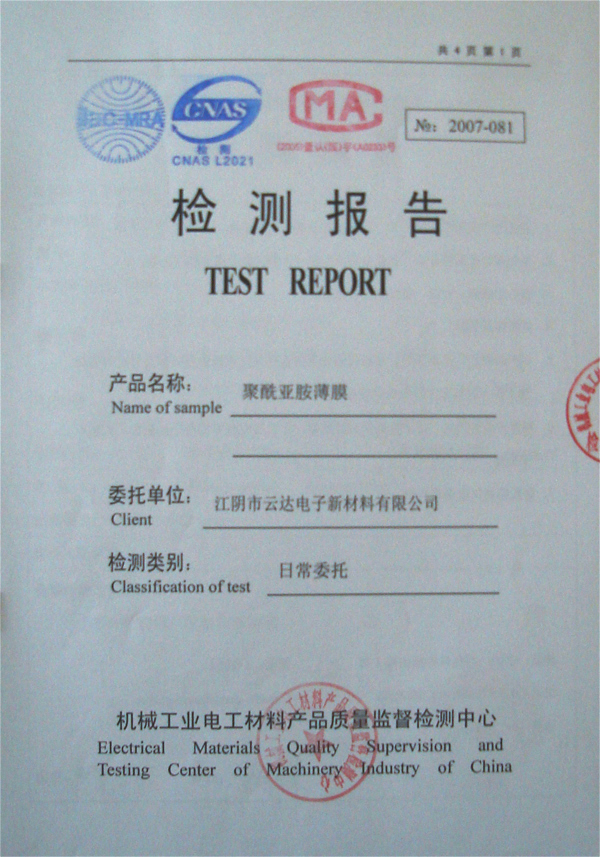 共 4 页 第 1 页
ilac-MRA
CNAS
检 测
CNAS L2021
MA
№: 2007-081
检 测 报 告
TEST REPORT
产品名称:
聚酰亚胺薄膜
Name of sample
委托单位:
江阴市云达电子新材料有限公司
Client
检测类别:
日常委托
Classification of test
机械工业电工材料产品质量监督检测中心
Electrical Materials Quality Supervision and
Testing Center of Machinery Industry of China